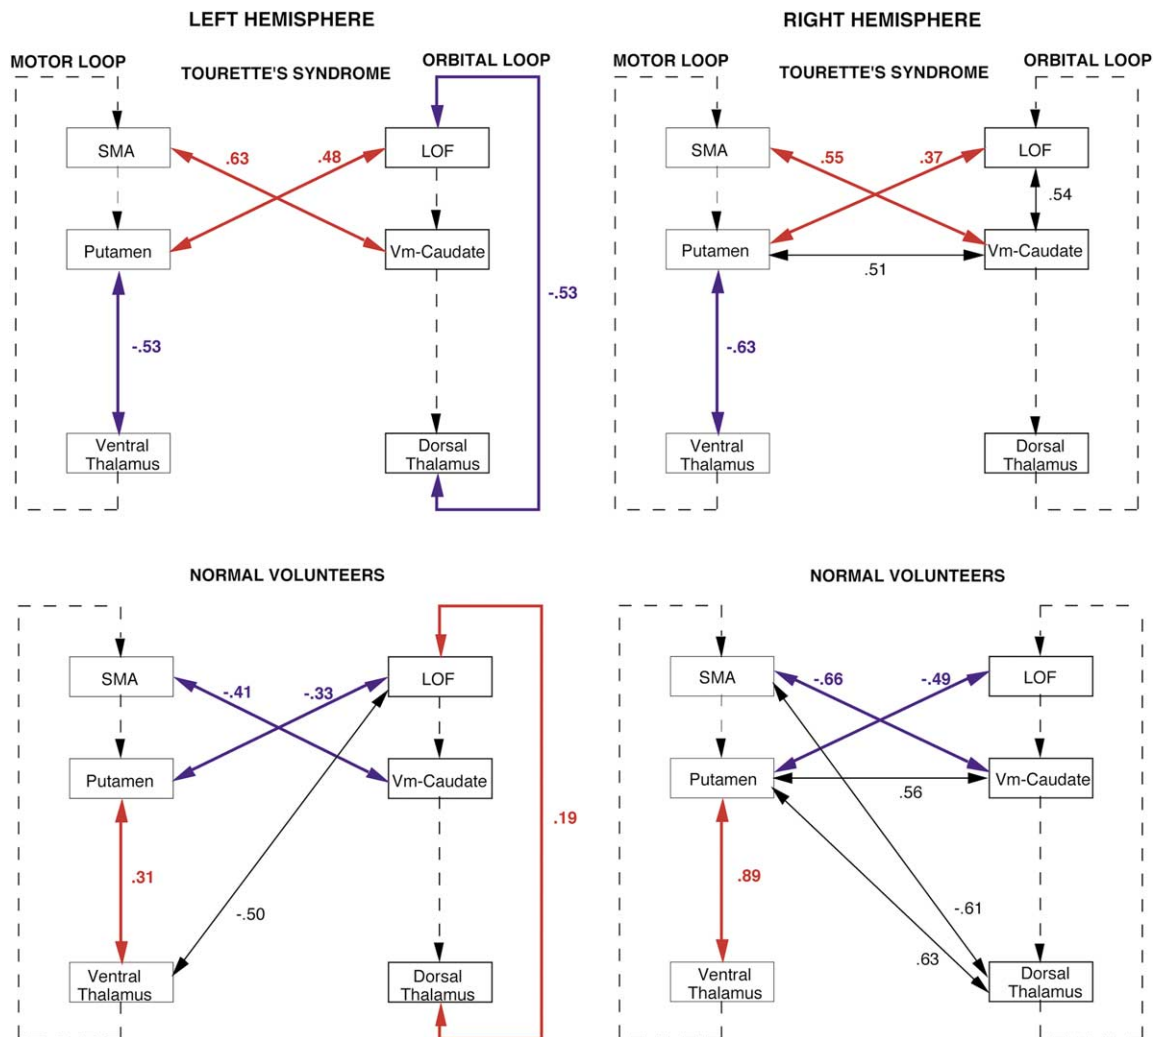 LEFT HEMISPHERE
MOTOR LOOP
TOURETTE'S SYNDROME
ORBITAL LOOP
SMA
.63
.48
LOF
Putamen
Vm-Caudate
-.53
-.53
Ventral
Thalamus
Dorsal
Thalamus
RIGHT HEMISPHERE
MOTOR LOOP
TOURETTE'S SYNDROME
ORBITAL LOOP
SMA
.55
.37
LOF
.54
Putamen
.51
Vm-Caudate
-.63
Ventral
Thalamus
Dorsal
Thalamus
NORMAL VOLUNTEERS
SMA
-.41
-.33
LOF
Putamen
Vm-Caudate
.19
.31
-.50
Ventral
Thalamus
Dorsal
Thalamus
NORMAL VOLUNTEERS
SMA
-.66
-.49
LOF
Putamen
.56
Vm-Caudate
.89
-.61
.63
Ventral
Thalamus
Dorsal
Thalamus